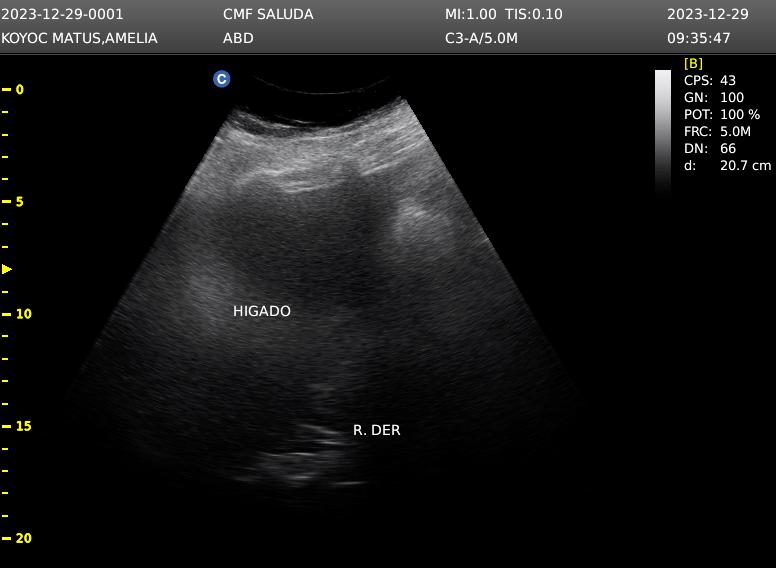 2023-12-29-0001 CMF SALUDA MI:1.00 TIS:0.10 2023-12-29
KOYOC MATUS,AMELIA ABD C3-A/5.0M 09:35:47
C
[B]
CPS: 43
GN: 100
POT: 100 %
FRC: 5.0M
DN: 66
d: 20.7 cm
0
5
10
15
20
HIGADO
R. DER